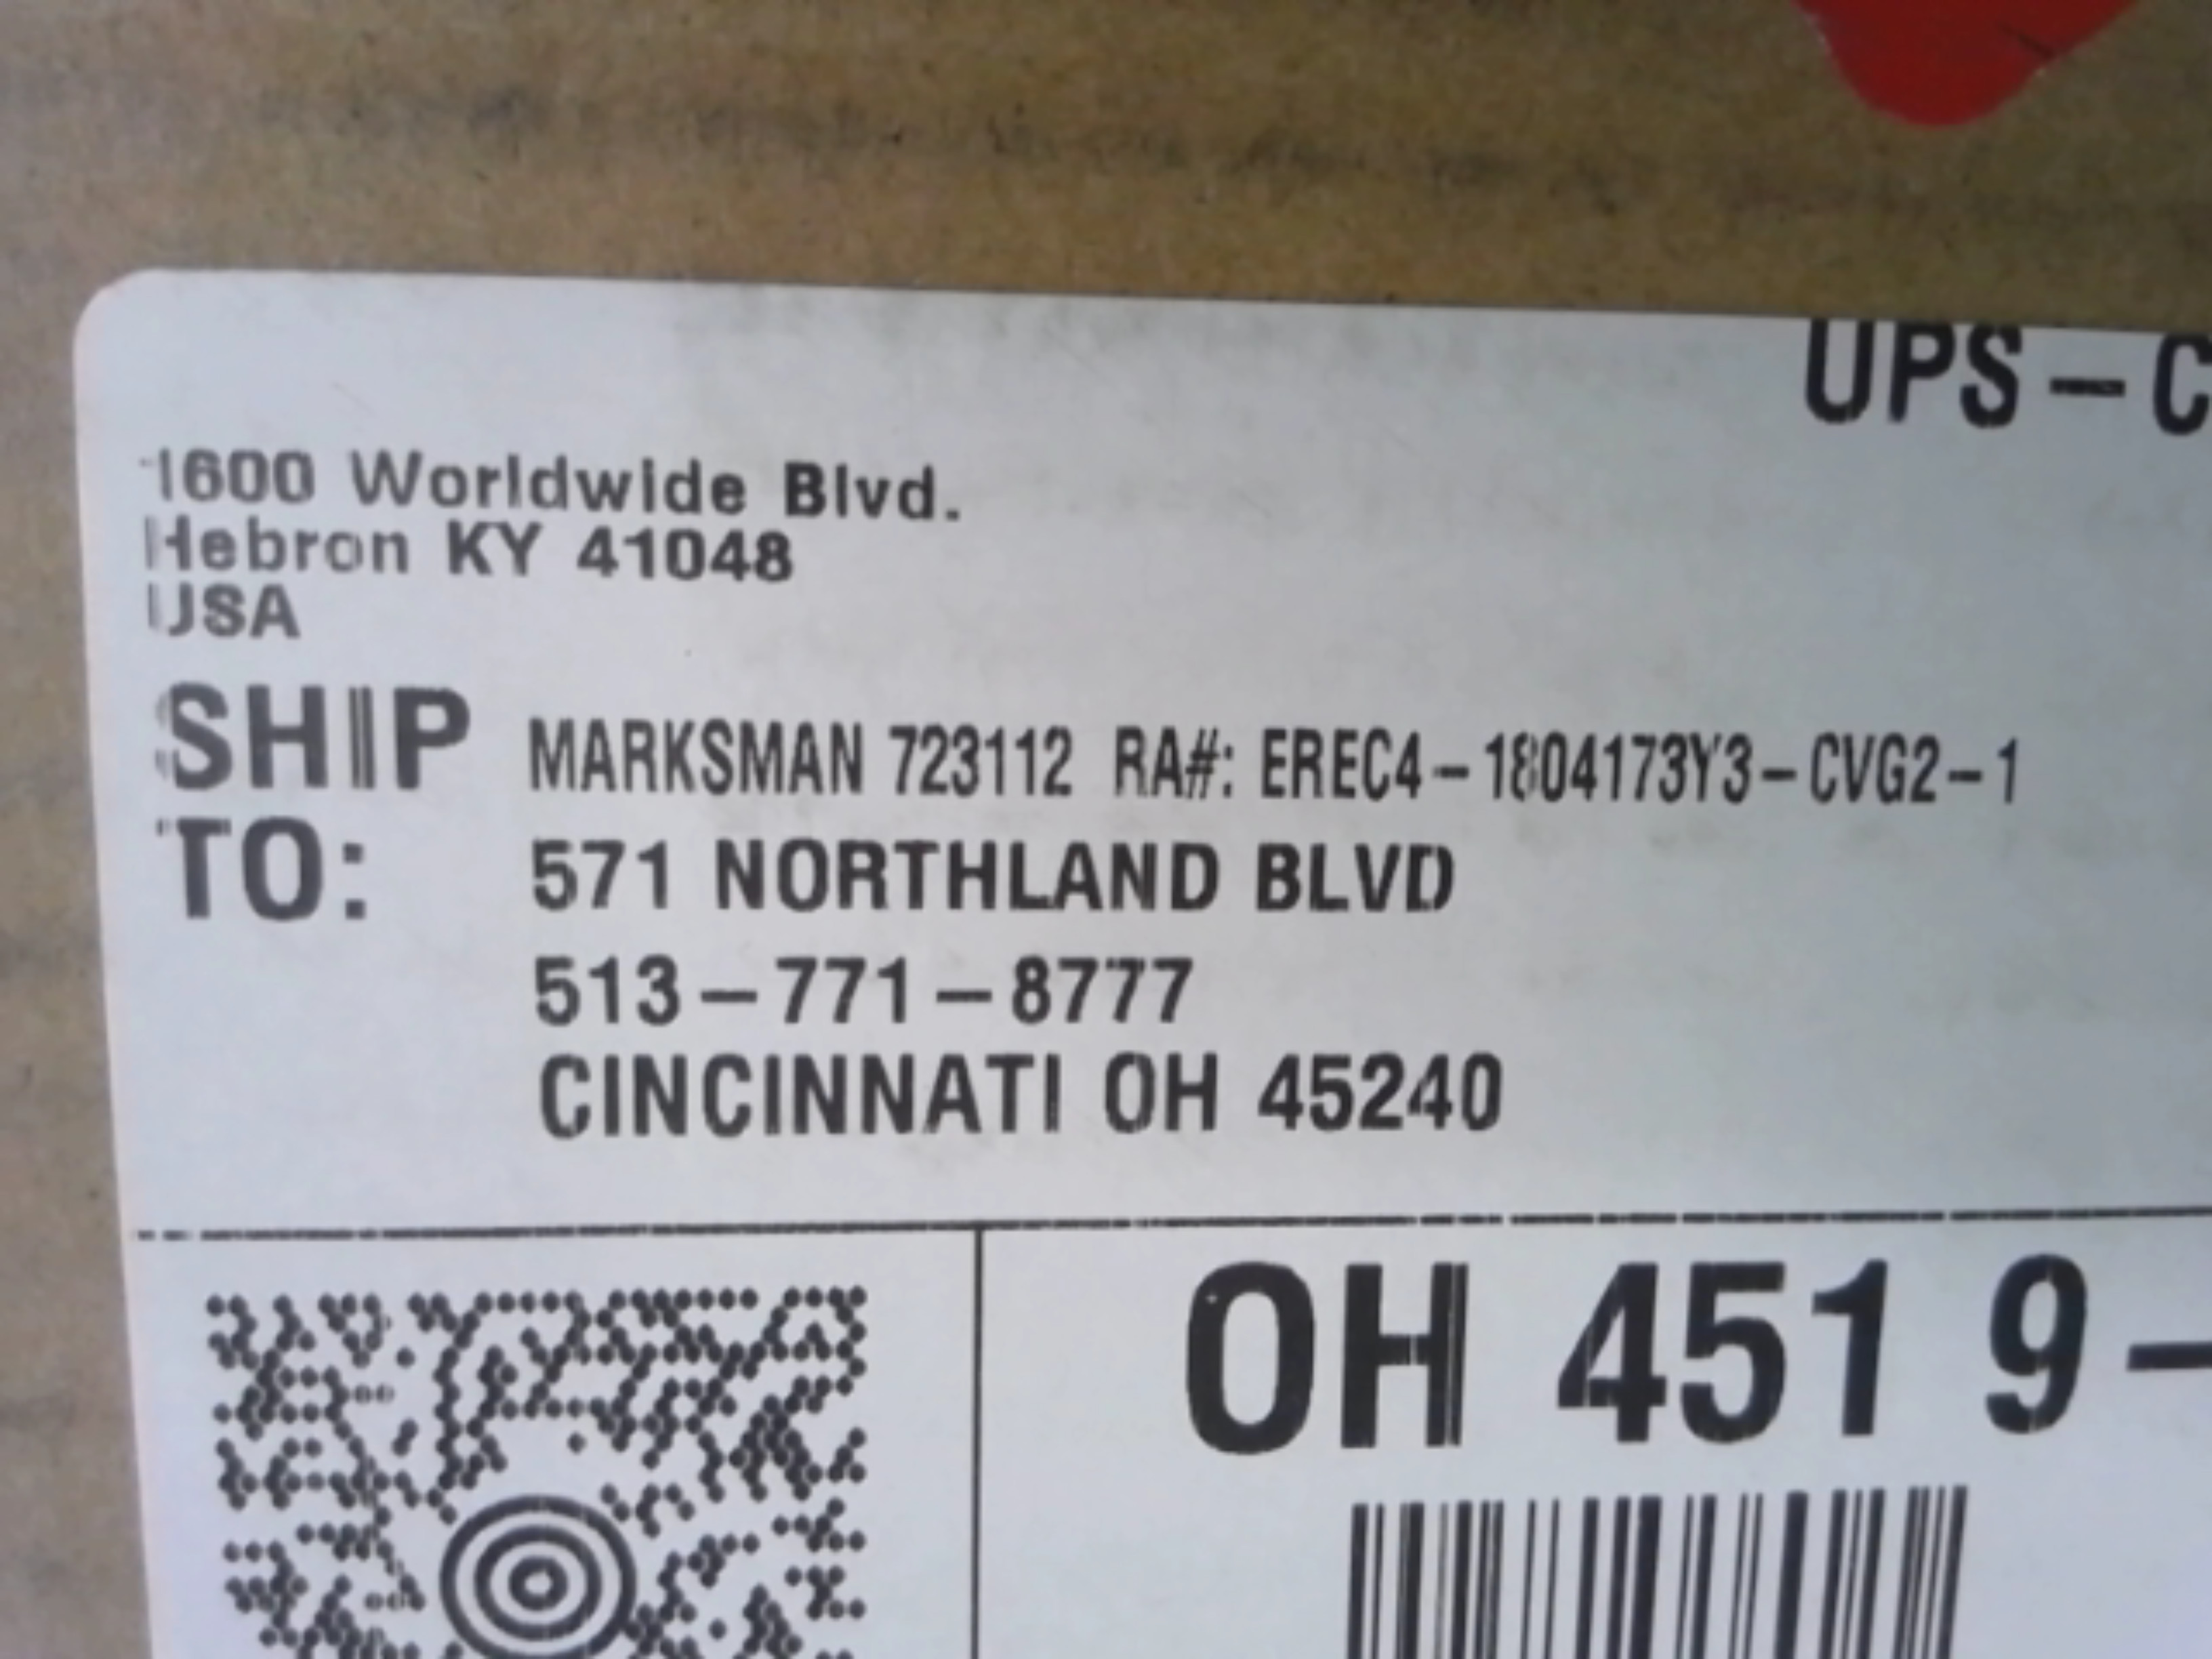 UPS-C
1600 Worldwide Blvd.
Hebron KY 41048
USA
SHIP TO:
MARKSMAN 723112 RA#: EREC4-1804173Y3-CVG2-1
571 NORTHLAND BLVD
513-771-8777
CINCINNATI OH 45240
OH 451 9-